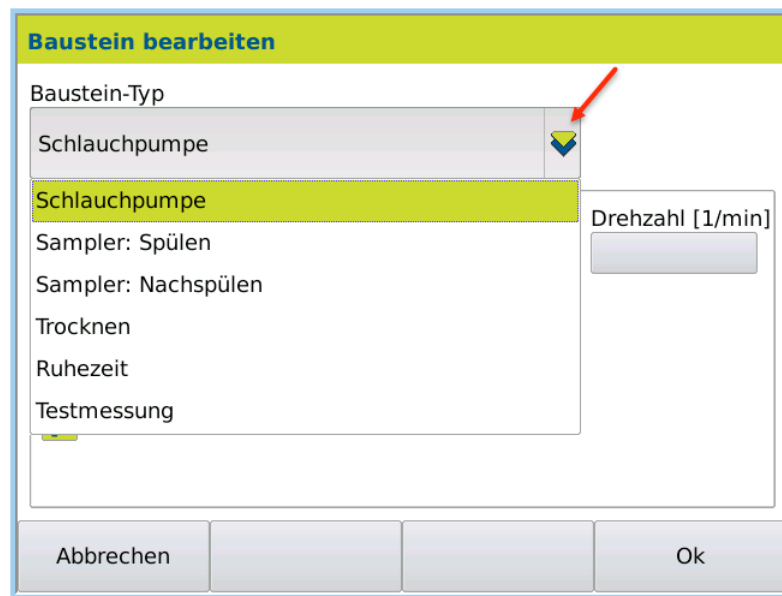 Baustein bearbeiten
Baustein-Typ
Schlauchpumpe
Schlauchpumpe
Sampler: Spülen
Sampler: Nachspülen
Trocknen
Ruhezeit
Testmessung
Drehzahl [1/min]
Abbrechen
Ok